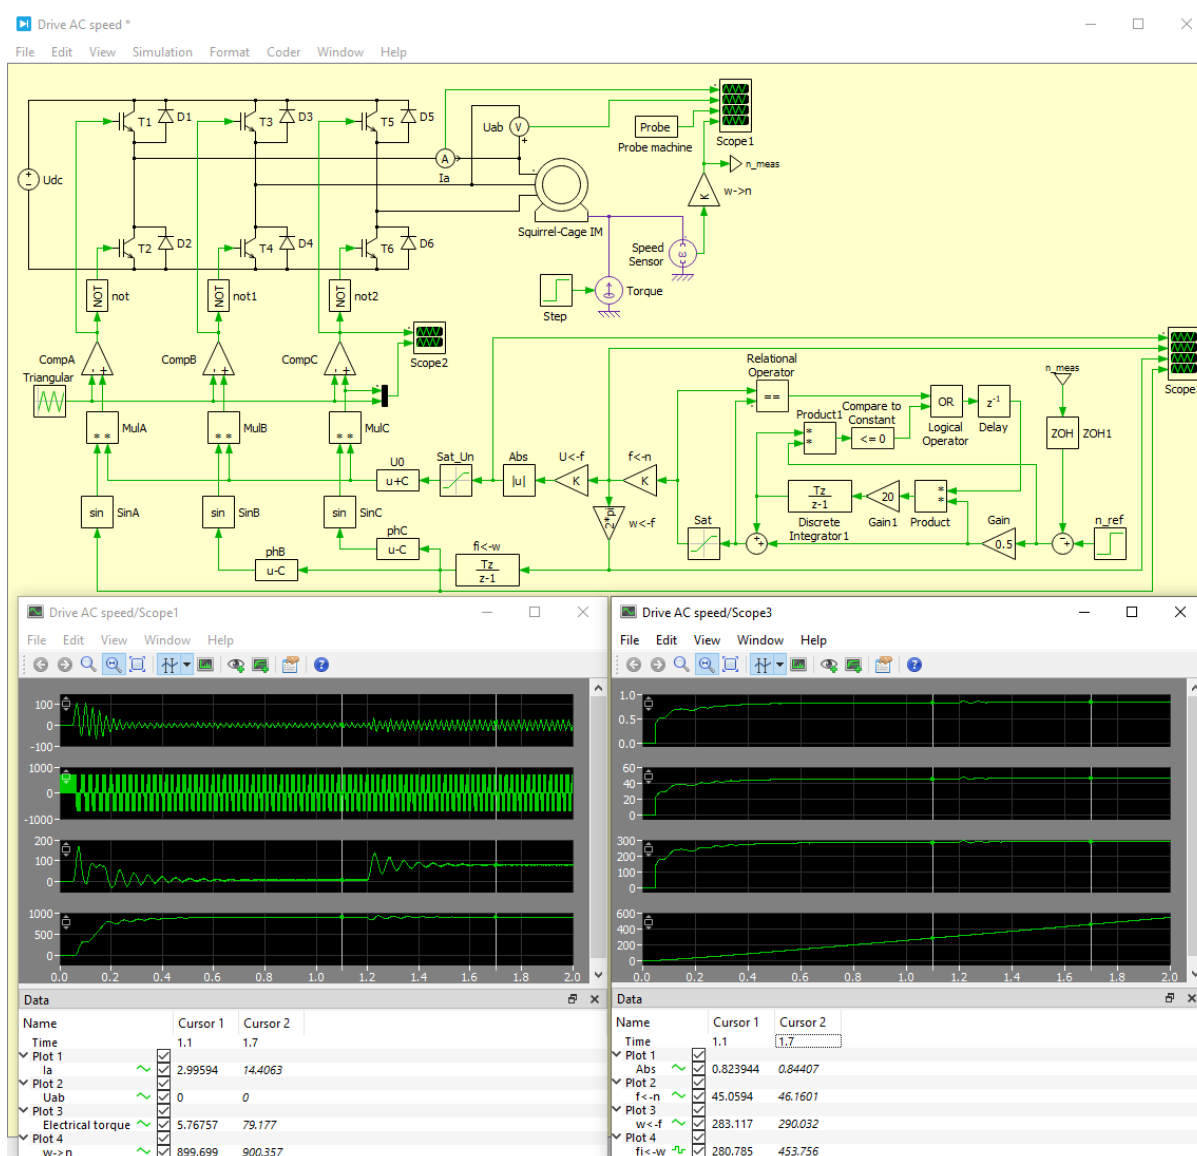 Drive AC speed *
File Edit View Simulation Format Coder Window Help
T1 D1 T3 D3 T5 D5
Uab V
Probe
Probe machine
Scope1
A
Ia
n_meas
Udc
K w->n
Squirrel-Cage IM
T2 D2 T4 D4 T6 D6
Speed
Sensor
ω
NOT not NOT not1 NOT not2
Torque
Step
CompA CompB CompC
Scope2
Triangular
Relational
Operator
n_meas
Scope
==
Product1
Compare to
Constant
OR
z-1
MulA MulB MulC
* * * * * *
*
*
<= 0
Logical
Operator
Delay
ZOH ZOH1
U0
Sat_Un Abs U<-f f<-n
u+C |u| K K
sin SinA sin SinB sin SinC
2*pi w<-f
Tz
z-1
20
*
*
Discrete
Integrator1
Gain1 Product Gain n_ref
Sat
0.5
phC
u-C
phB
u-C
fi<-w
Tz
z-1
Drive AC speed/Scope1
File Edit View Window Help
100
0
-100
1000
0
-1000
200
100
0
1000
500
0
0.0 0.2 0.4 0.6 0.8 1.0 1.2 1.4 1.6 1.8 2.0
Data
Name Cursor 1 Cursor 2
Time 1.1 1.7
Plot 1
Ia 2.99594 14.4063
Plot 2
Uab 0 0
Plot 3
Electrical torque 5.76757 79.177
Plot 4
w->n 899.699 900.357
Drive AC speed/Scope3
File Edit View Window Help
1.0
0.5
0.0
60
40
20
0
300
200
100
0
600
400
200
0
0.0 0.2 0.4 0.6 0.8 1.0 1.2 1.4 1.6 1.8 2.0
Data
Name Cursor 1 Cursor 2
Time 1.1 1.7
Plot 1
Abs 0.823944 0.84407
Plot 2
f<-n 45.0594 46.1601
Plot 3
w<-f 283.117 290.032
Plot 4
fi<-w 280.785 453.756